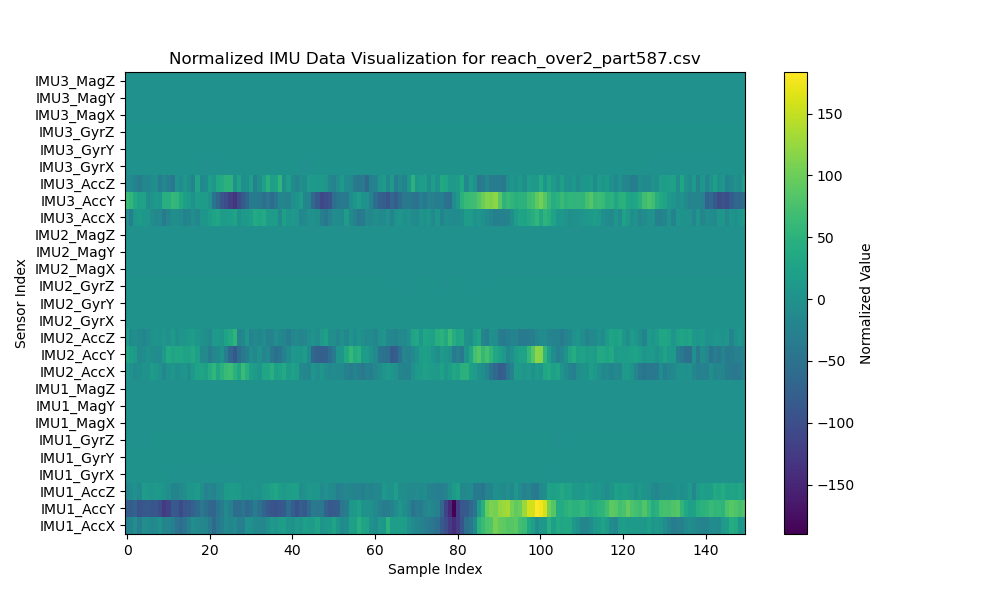 Normalized IMU Data Visualization for reach_over2_part587.csv
IMU3_MagZ
IMU3_MagY
IMU3_MagX
IMU3_GyrZ
IMU3_GyrY
IMU3_GyrX
IMU3_AccZ
IMU3_AccY
IMU3_AccX
IMU2_MagZ
IMU2_MagY
IMU2_MagX
IMU2_GyrZ
IMU2_GyrY
IMU2_GyrX
IMU2_AccZ
IMU2_AccY
IMU2_AccX
IMU1_MagZ
IMU1_MagY
IMU1_MagX
IMU1_GyrZ
IMU1_GyrY
IMU1_GyrX
IMU1_AccZ
IMU1_AccY
IMU1_AccX
Sensor Index
0 20 40 60 80 100 120 140
Sample Index
150
100
50
0
−50
−100
−150
Normalized Value